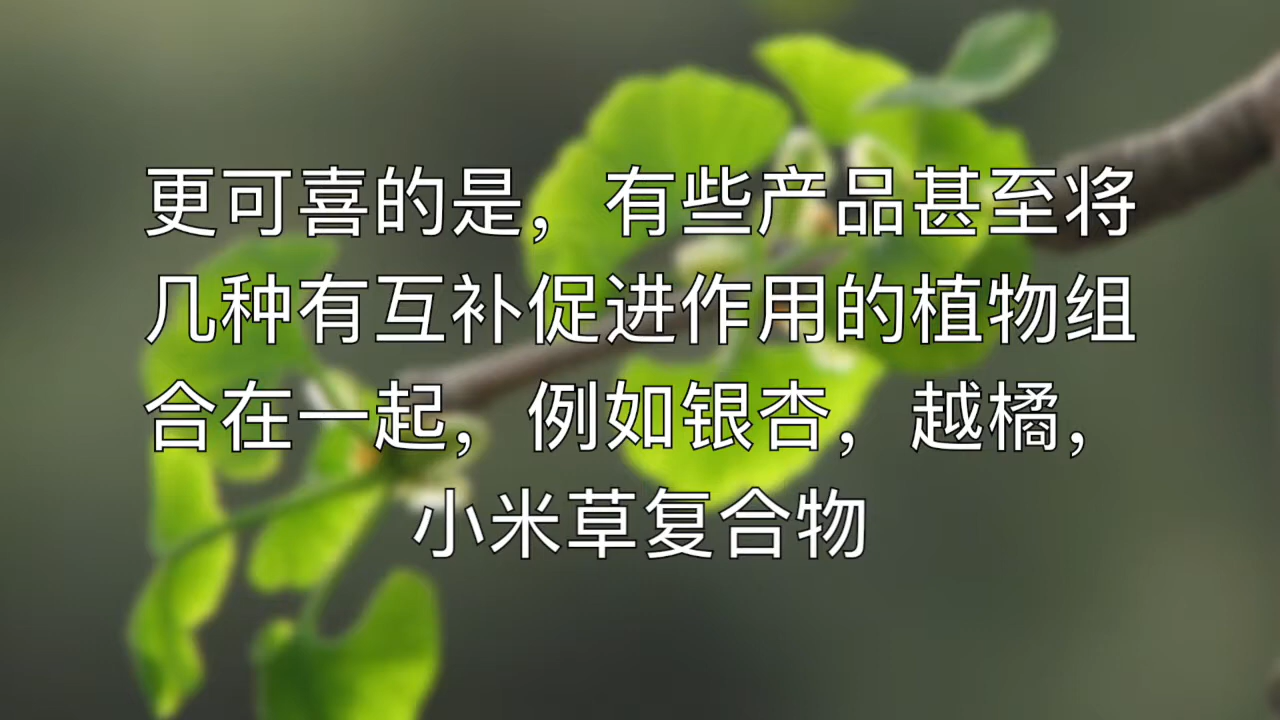 更可喜的是，有些产品甚至将
几种有互补促进作用的植物组
合在一起，例如银杏，越橘，
小米草复合物